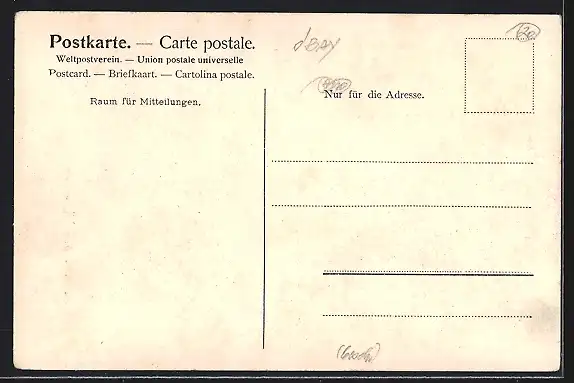 Postkarte. — Carte postale.
Weltpostverein. — Union postale universelle
Postcard. — Briefkaart. — Cartolina postale.
Raum für Mitteilungen.
Nur für die Adresse.